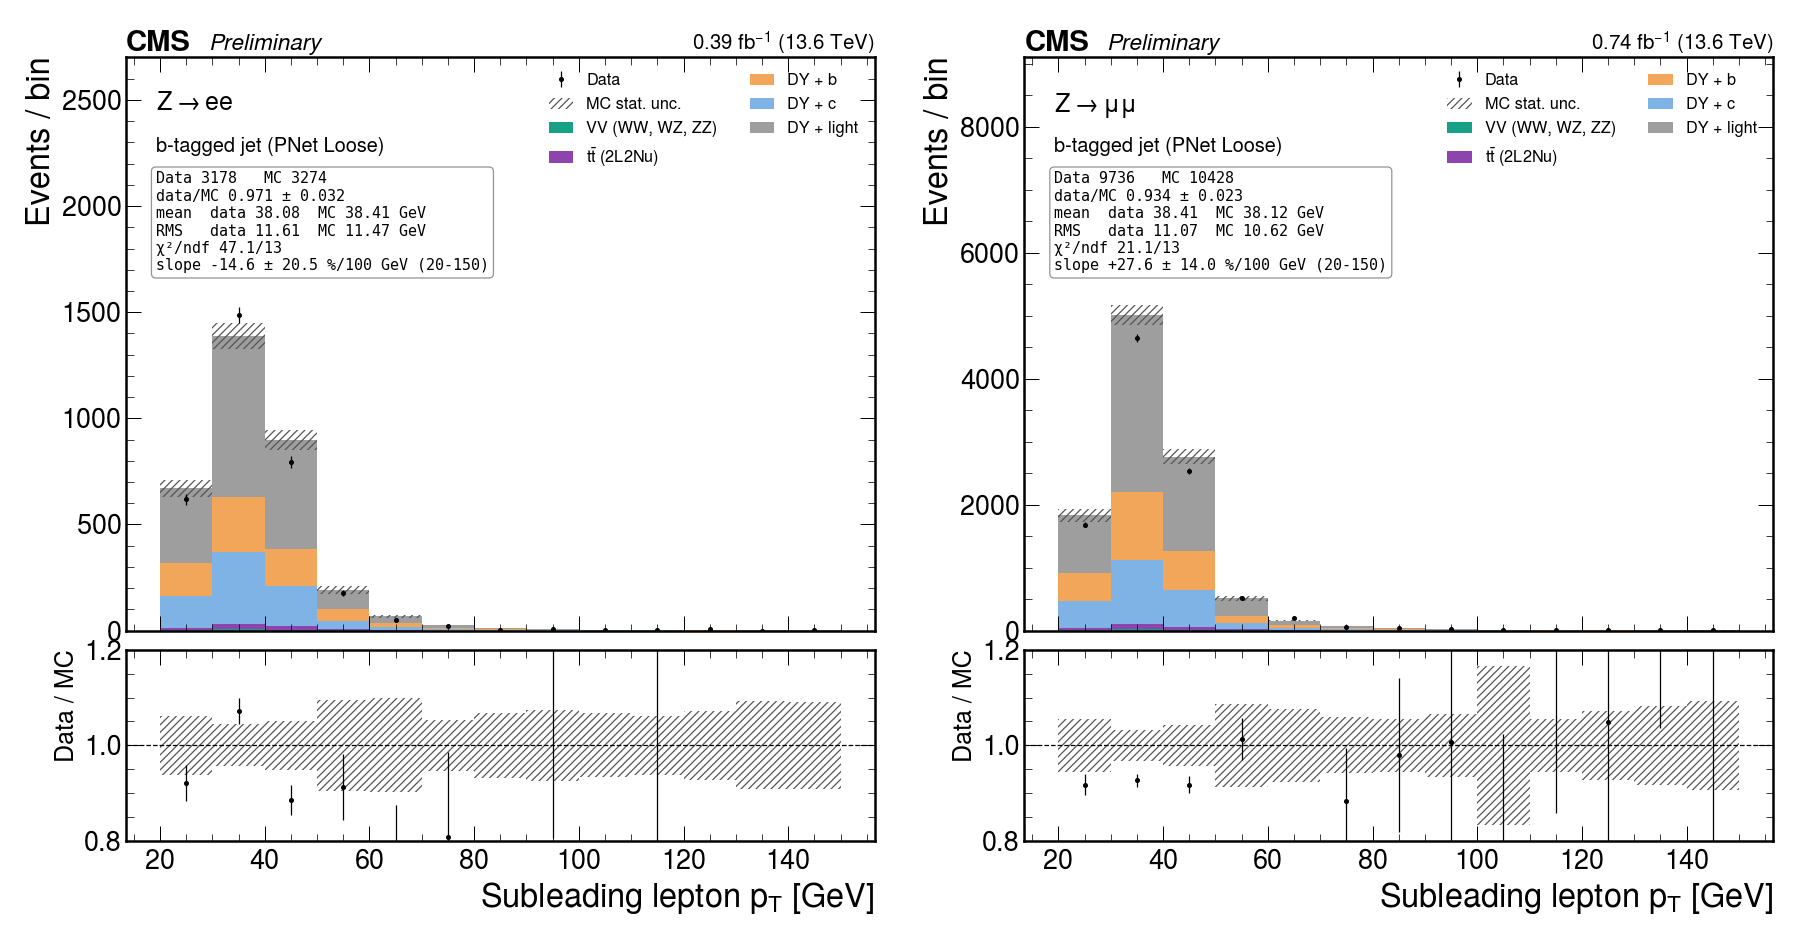 CMS Preliminary 0.39 fb⁻¹ (13.6 TeV)
Events / bin
Z → ee
b-tagged jet (PNet Loose)
Data 3178 MC 3274
data/MC 0.971 ± 0.032
mean data 38.08 MC 38.41 GeV
RMS data 11.61 MC 11.47 GeV
χ²/ndf 47.1/13
slope -14.6 ± 20.5 %/100 GeV (20-150)
Data
MC stat. unc.
VV (WW, WZ, ZZ)
tt̄ (2L2Nu)
DY + b
DY + c
DY + light
2500
2000
1500
1000
500
0
Data / MC
1.2
1.0
0.8
20 40 60 80 100 120 140
Subleading lepton p_T [GeV]
CMS Preliminary 0.74 fb⁻¹ (13.6 TeV)
Events / bin
Z → μμ
b-tagged jet (PNet Loose)
Data 9736 MC 10428
data/MC 0.934 ± 0.023
mean data 38.41 MC 38.12 GeV
RMS data 11.07 MC 10.62 GeV
χ²/ndf 21.1/13
slope +27.6 ± 14.0 %/100 GeV (20-150)
Data
MC stat. unc.
VV (WW, WZ, ZZ)
tt̄ (2L2Nu)
DY + b
DY + c
DY + light
8000
6000
4000
2000
0
Data / MC
1.2
1.0
0.8
20 40 60 80 100 120 140
Subleading lepton p_T [GeV]